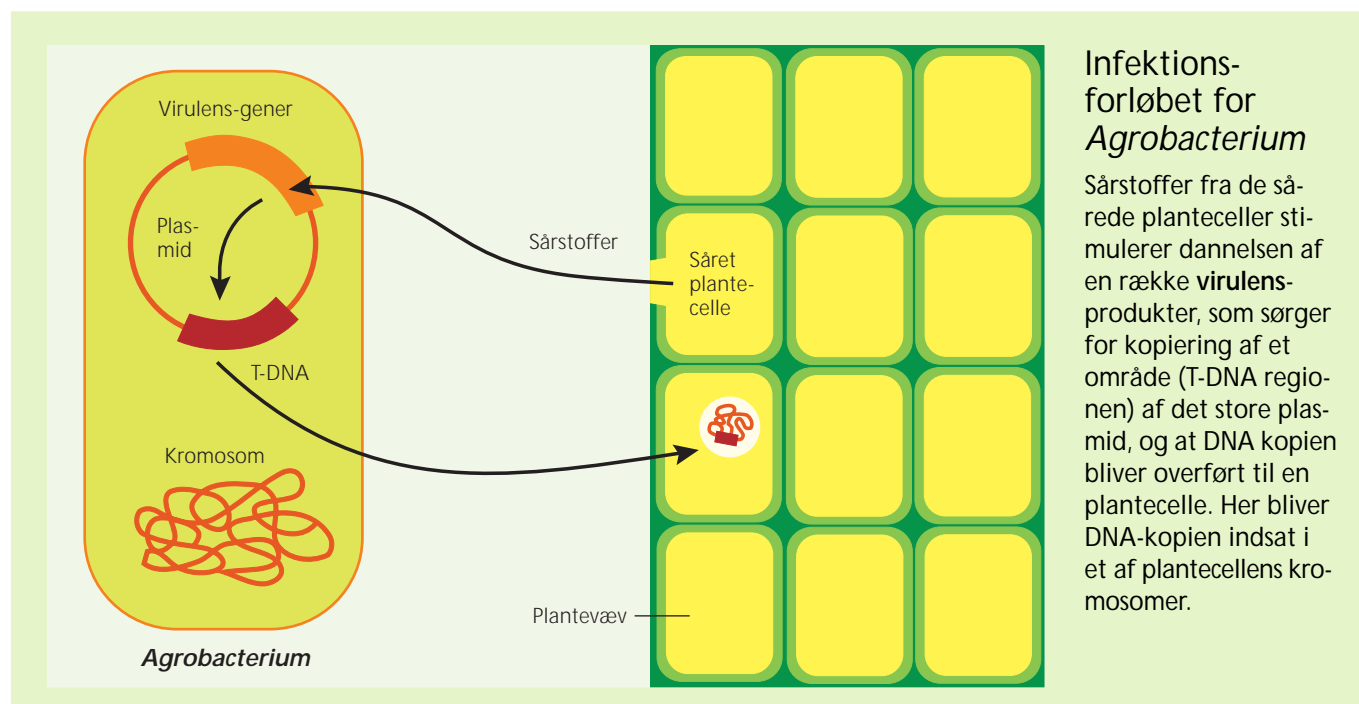 Virulens-gener
Plas-
mid
T-DNA
Kromosom
Agrobacterium
Sårstoffer
Såret
plante-
celle
Plantevæv
Infektions-
forløbet for
Agrobacterium
Sårstoffer fra de så-
rede planteceller sti-
mulerer dannelsen af
en række virulens-
produkter, som sørger
for kopiering af et
område (T-DNA regio-
nen) af det store plas-
mid, og at DNA kopien
bliver overført til en
plantecelle. Her bliver
DNA-kopien indsat i
et af plantecellens kro-
mosomer.